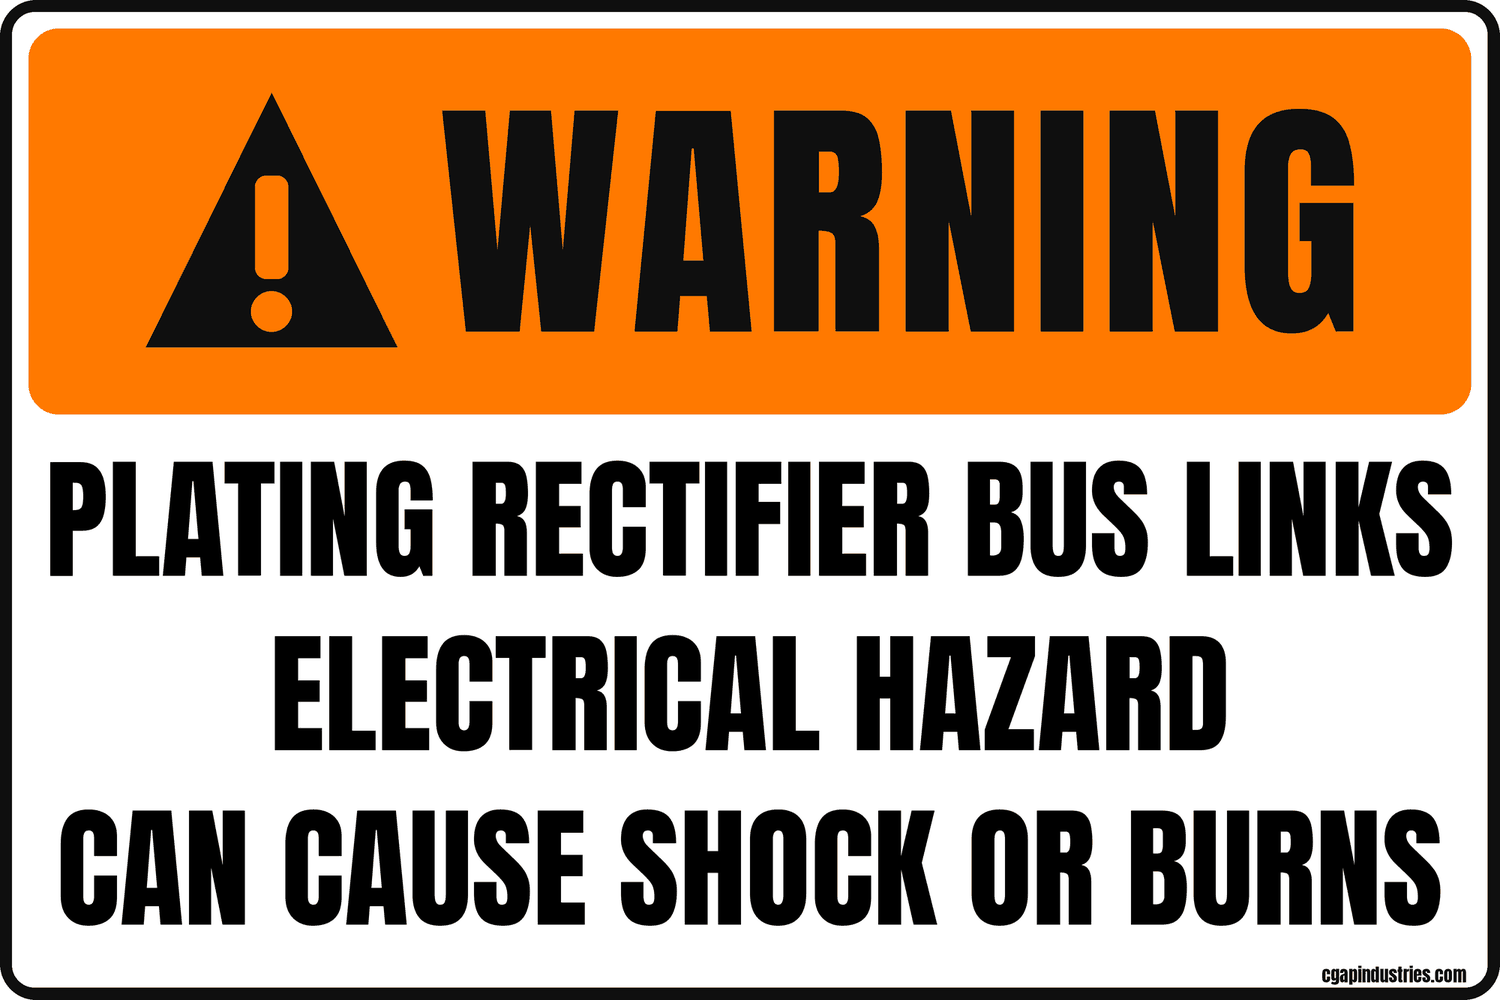 WARNING
PLATING RECTIFIER BUS LINKS
ELECTRICAL HAZARD
CAN CAUSE SHOCK OR BURNS
cgapindustries.com